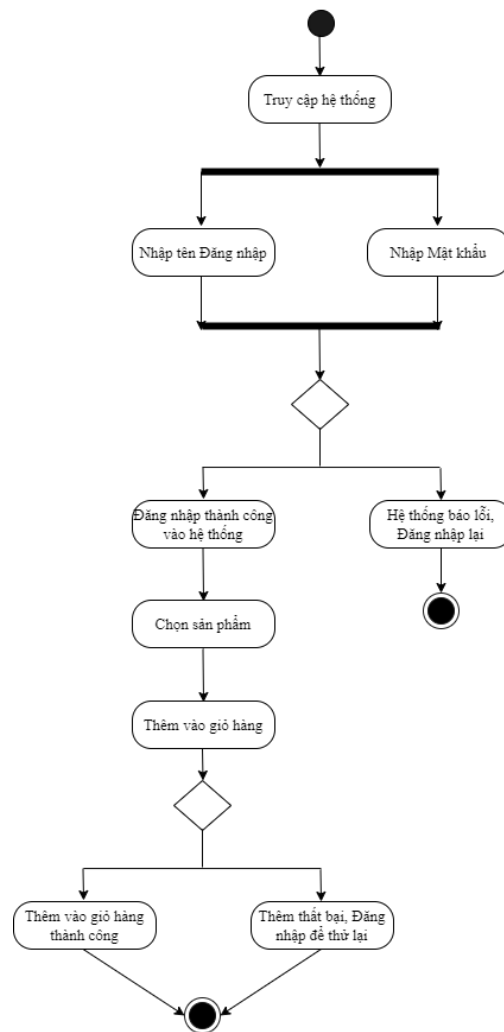 Truy cập hệ thống
Nhập tên Đăng nhập
Nhập Mật khẩu
Đăng nhập thành công
vào hệ thống
Hệ thống báo lỗi,
Đăng nhập lại
Chọn sản phẩm
Thêm vào giỏ hàng
Thêm vào giỏ hàng
thành công
Thêm thất bại, Đăng
nhập để thử lại